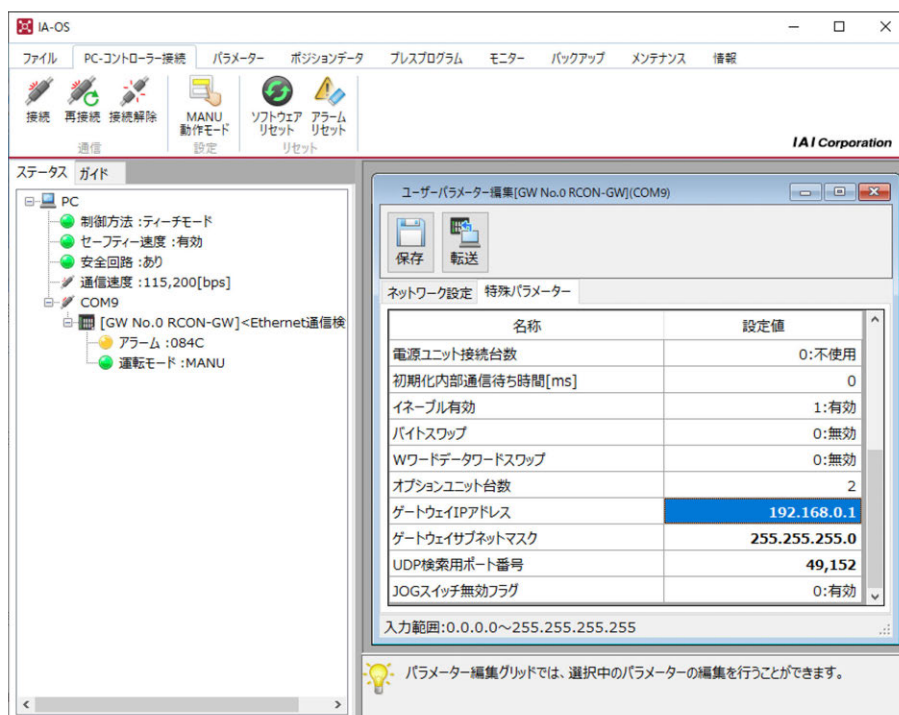 IA-OS
ファイル PC-コントローラー接続 パラメーター ポジションデータ プレスプログラム モニター バックアップ メンテナンス 情報
接続 再接続 接続解除 MANU 動作モード ソフトウェア リセット アラーム リセット
通信 設定 リセット
IAI Corporation
ステータス ガイド
PC
制御方法 :ティーチモード
セーフティー速度 :有効
安全回路 :あり
通信速度 :115,200[bps]
COM9
[GW No.0 RCON-GW]<Ethernet通信検
アラーム :084C
運転モード :MANU
ユーザーパラメーター編集[GW No.0 RCON-GW](COM9)
保存 転送
ネットワーク設定 特殊パラメーター
名称 設定値
電源ユニット接続台数 0:不使用
初期化内部通信待ち時間[ms] 0
イネーブル有効 1:有効
バイトスワップ 0:無効
Wワードデータワードスワップ 0:無効
オプションユニット台数 2
ゲートウェイIPアドレス 192.168.0.1
ゲートウェイサブネットマスク 255.255.255.0
UDP検索用ポート番号 49,152
JOGスイッチ無効フラグ 0:有効
入力範囲:0.0.0.0～255.255.255.255
パラメーター編集グリッドでは、選択中のパラメーターの編集を行うことができます。